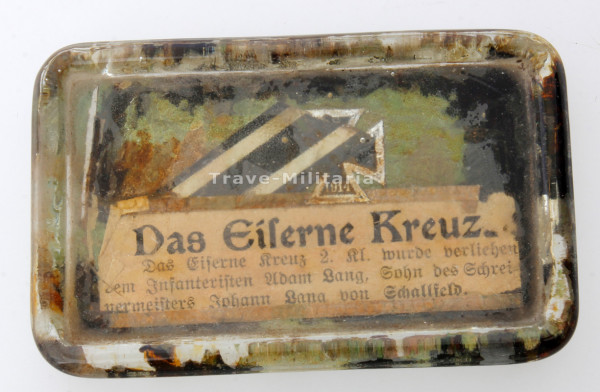 Trave-Militaria
1914
Das Eiſerne Kreuz.
Das Eiſerne Kreuz 2. Kl. wurde verliehen
dem Infanteriſten Adam Lang, Sohn des Schrei-
nermeiſters Johann Lang von Schallfeld.